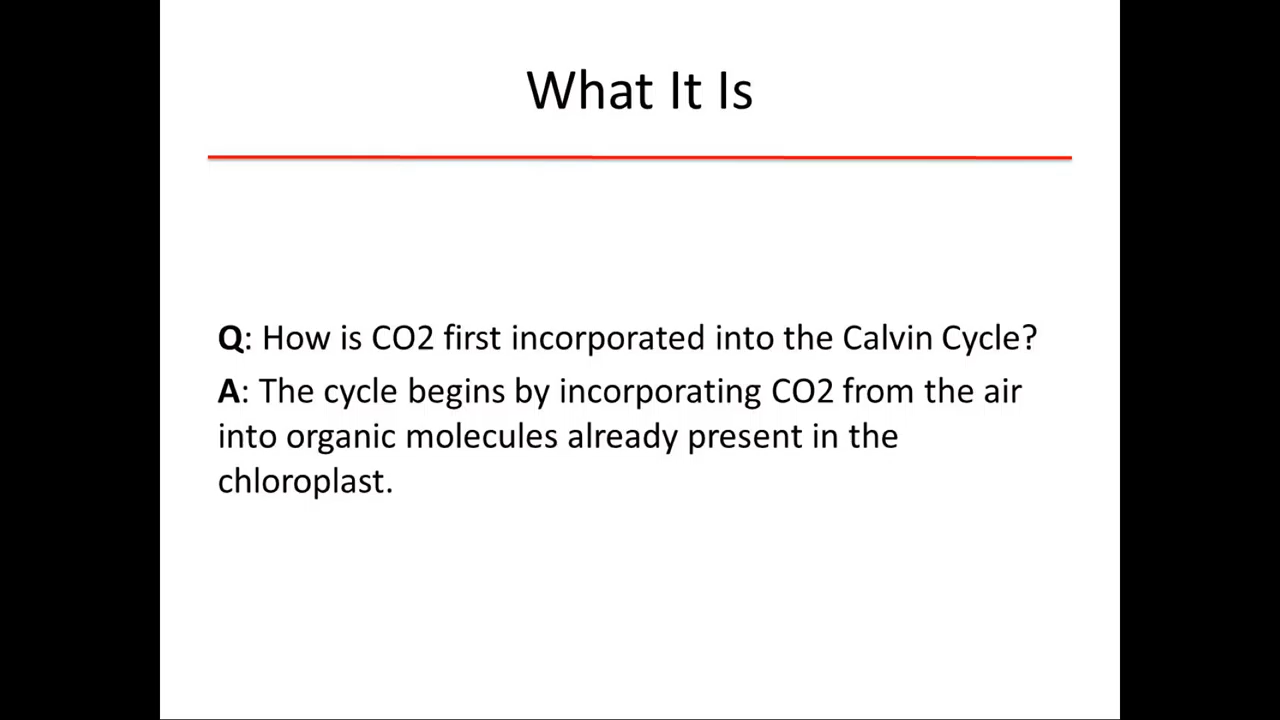 What It Is
Q: How is CO2 first incorporated into the Calvin Cycle?
A: The cycle begins by incorporating CO2 from the air
into organic molecules already present in the
chloroplast.